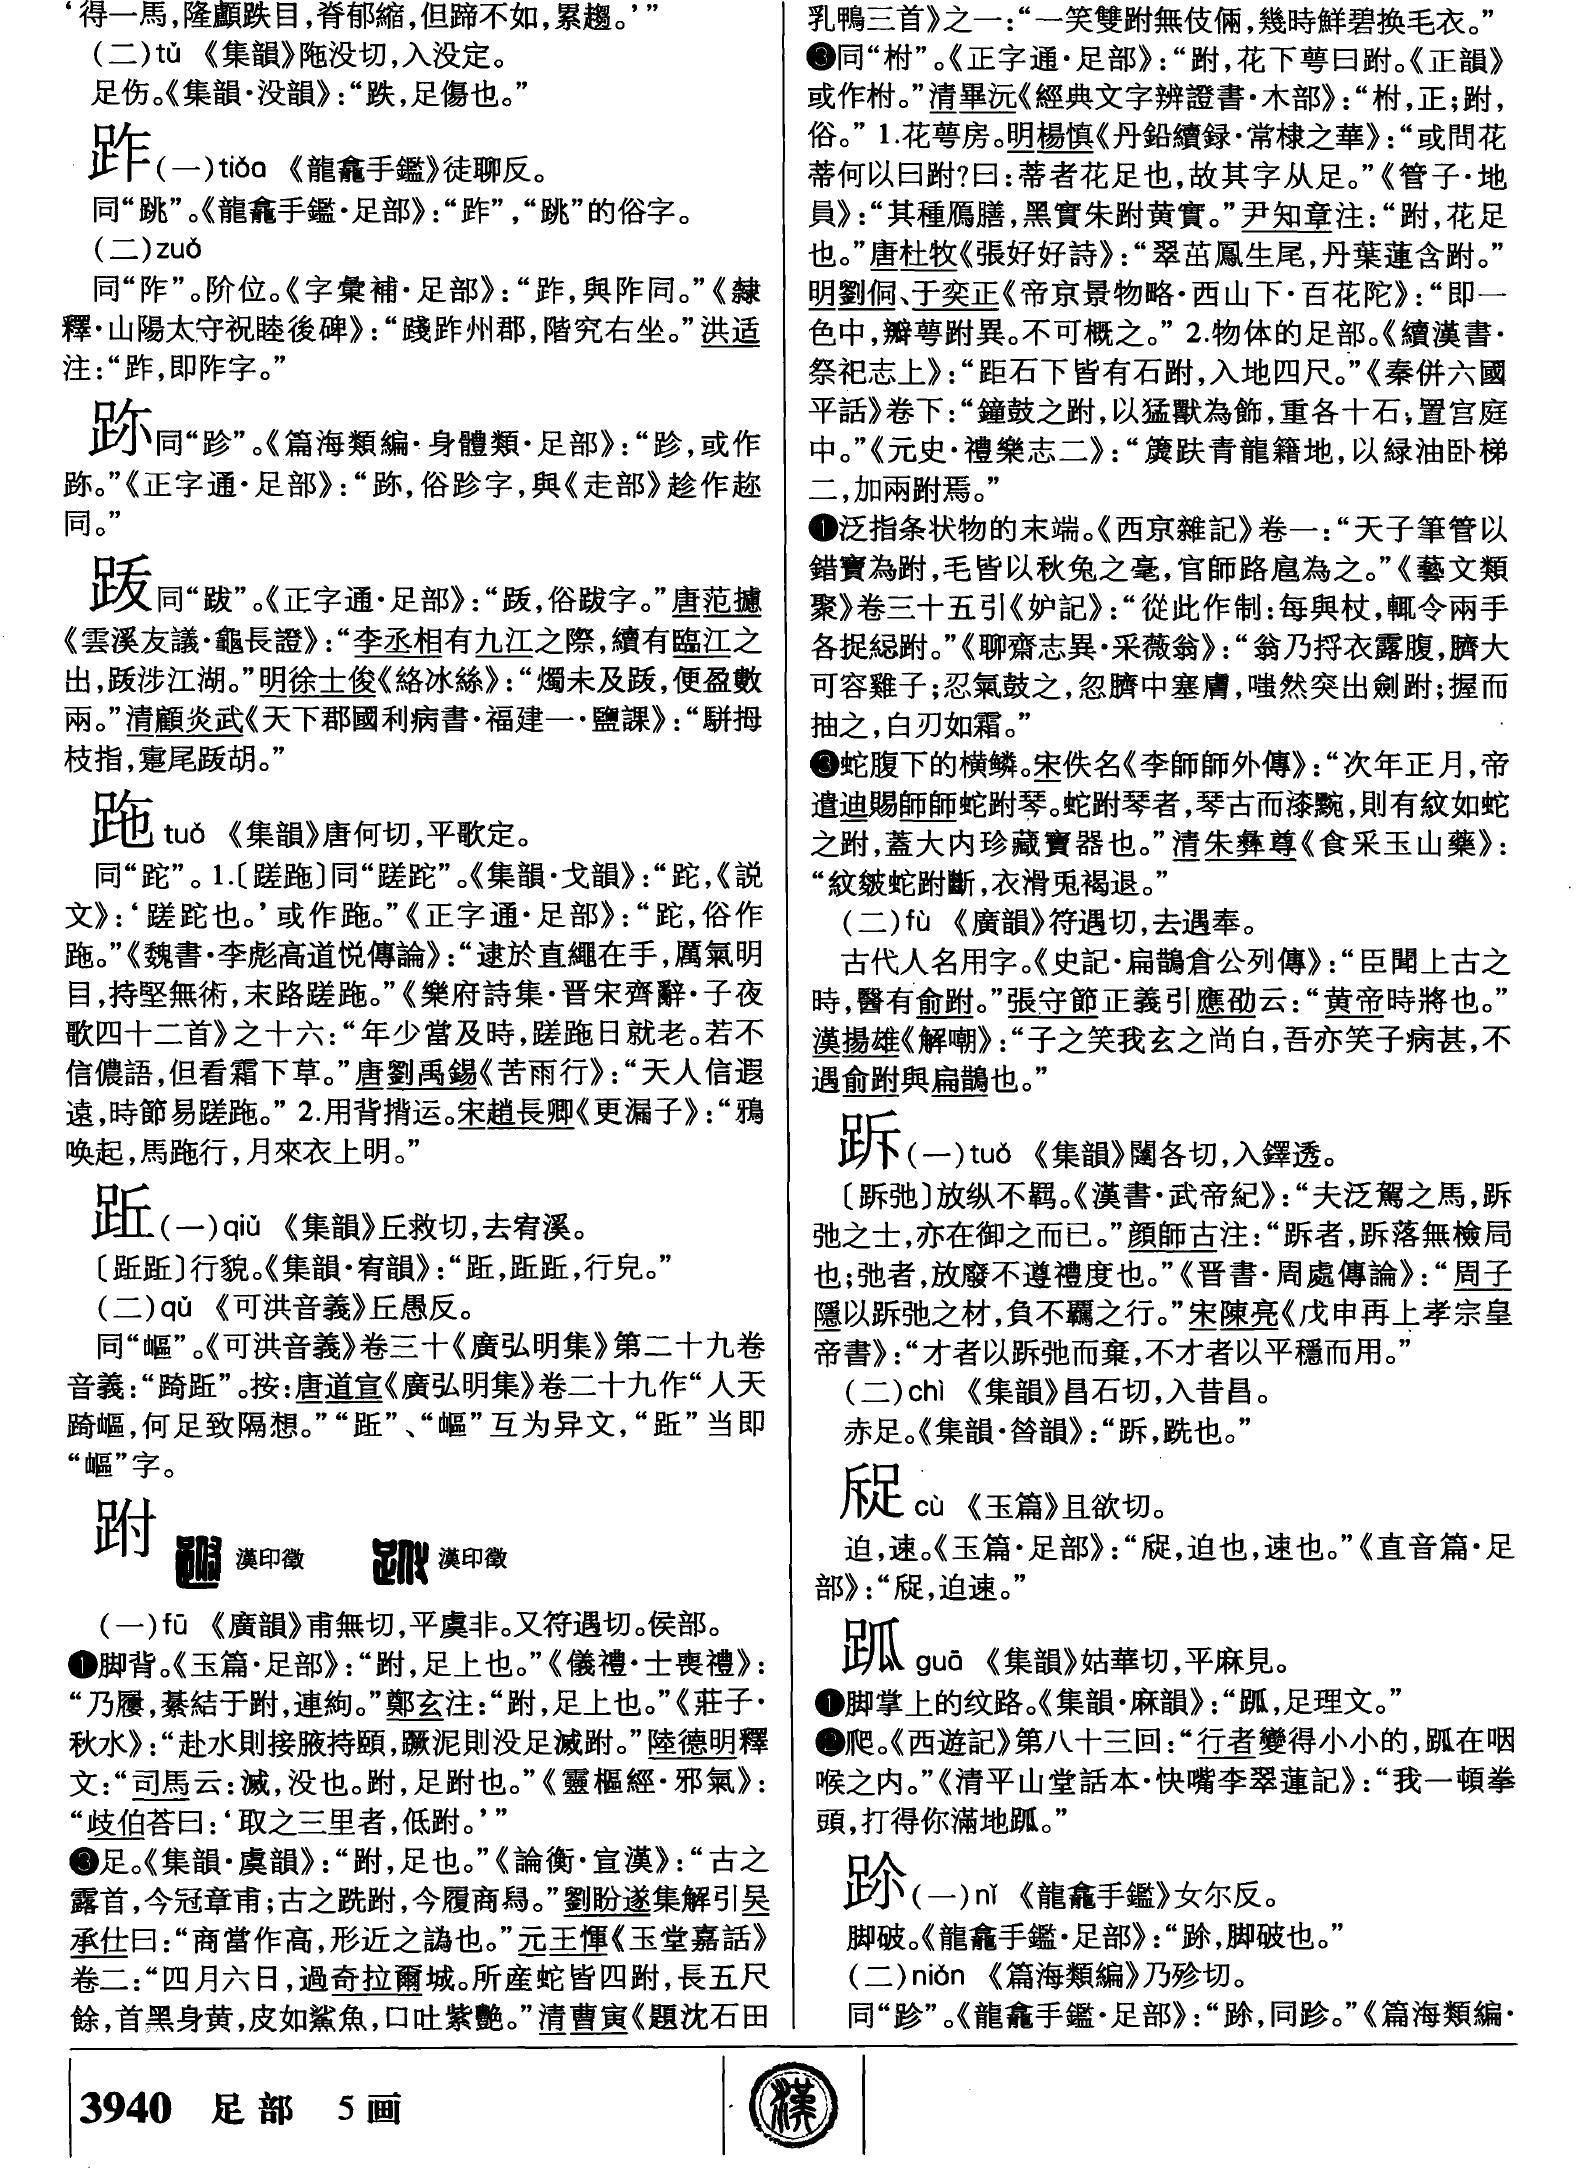 ‘得一馬，隆顱跌目，脊郁縮，但蹄不如，累趨。’”
（二）tú 《集韻》陁没切，入没定。
足伤。《集韻·没韻》：“跌，足傷也。”
跓（一）tiáo 《龍龕手鑑》徒聊反。
同“跳”。《龍龕手鑑·足部》：“䟭”，“跳”的俗字。
（二）zuò
同“阼”。阶位。《字彙補·足部》：“䟭，與阼同。”《隸
釋·山陽太守祝睦後碑》：“踐䟭州郡，階究右坐。”洪适
注：“䟭，即阼字。”
跡同“跈”。《篇海類編·身體類·足部》：“跈，或作
䟢。”《正字通·足部》：“䟢，俗跈字，與《走部》趁作趂
同。”
䟦同“跋”。《正字通·足部》：“䟦，俗跋字。”唐范攄
《雲溪友議·龜長證》：“李丞相有九江之際，續有臨江之
出，䟦涉江湖。”明徐士俊《絡冰絲》：“燭未及䟦，便盈數
兩。”清顧炎武《天下郡國利病書·福建一·鹽課》：“駢拇
枝指，疐尾䟦胡。”
跎 tuó 《集韻》唐何切，平歌定。
同“跎”。1.〔蹉跎〕同“蹉跎”。《集韻·戈韻》：“跎，《説
文》：‘蹉跎也。’或作䟾。”《正字通·足部》：“跎，俗作
䟾。”《魏書·李彪高道悦傳論》：“逮於直繩在手，厲氣明
目，持堅無術，末路蹉䟾。”《樂府詩集·晋宋齊辭·子夜
歌四十二首》之十六：“年少當及時，蹉䟾日就老。若不
信儂語，但看霜下草。”唐劉禹錫《苦雨行》：“天人信遐
遠，時節易蹉䟾。”2.用背揹运。宋趙長卿《更漏子》：“鴉
唤起，馬䟾行，月來衣上明。”
䟬（一）qiù 《集韻》丘救切，去宥溪。
〔䟬䟬〕行貌。《集韻·宥韻》：“䟬，䟬䟬，行皃。”
（二）qū 《可洪音義》丘愚反。
同“嶇”。《可洪音義》卷三十《廣弘明集》第二十九卷
音義：“踦䟬”。按：唐道宣《廣弘明集》卷二十九作“人天
踦嶇，何足致隔想。”“䟬”、“嶇”互为异文，“䟬”当即
“嶇”字。
跗 漢印徵 漢印徵
（一）fū 《廣韻》甫無切，平虞非。又符遇切。侯部。
❶脚背。《玉篇·足部》：“跗，足上也。”《儀禮·士喪禮》：
“乃屨，綦結于跗，連絇。”鄭玄注：“跗，足上也。”《莊子·
秋水》：“赴水則接腋持頤，蹶泥則没足滅跗。”陸德明釋
文：“司馬云：滅，没也。跗，足跗也。”《靈樞經·邪氣》：
“歧伯荅曰：‘取之三里者，低跗。’”
❷足。《集韻·虞韻》：“跗，足也。”《論衡·宣漢》：“古之
露首，今冠章甫；古之跣跗，今履商舄。”劉盼遂集解引吴
承仕曰：“商當作高，形近之譌也。”元王惲《玉堂嘉話》
卷二：“四月六日，過奇拉爾城。所産蛇皆四跗，長五尺
餘，首黑身黄，皮如鯊魚，口吐紫艷。”清曹寅《題沈石田
乳鴨三首》之一：“一笑雙跗無伎倆，幾時鮮碧换毛衣。”
❸同“柎”。《正字通·足部》：“跗，花下萼曰跗。《正韻》
或作柎。”清畢沅《經典文字辨證書·木部》：“柎，正；跗，
俗。”1.花萼房。明楊慎《丹鉛續録·常棣之華》：“或問花
蒂何以曰跗？曰：蒂者花足也，故其字从足。”《管子·地
員》：“其種鴈膳，黑實朱跗黄實。”尹知章注：“跗，花足
也。”唐杜牧《張好好詩》：“翠茁鳳生尾，丹葉蓮含跗。”
明劉侗、于奕正《帝京景物略·西山下·百花陀》：“即一
色中，瓣萼跗異。不可概之。”2.物体的足部。《續漢書·
祭祀志上》：“距石下皆有石跗，入地四尺。”《秦併六國
平話》卷下：“鐘鼓之跗，以猛獸為飾，重各十石，置宫庭
中。”《元史·禮樂志二》：“簴趺青龍籍地，以緑油卧梯
二，加兩跗焉。”
❹泛指条状物的末端。《西京雜記》卷一：“天子筆管以
錯寶為跗，毛皆以秋兔之毫，官師路扈為之。”《藝文類
聚》卷三十五引《妒記》：“從此作制：每與杖，輒令兩手
各捉跗。”《聊齋志異·采薇翁》：“翁乃捋衣露腹，臍大
可容雞子；忍氣鼓之，忽臍中塞膚，嗤然突出劍跗；握而
抽之，白刃如霜。”
❺蛇腹下的横鳞。宋佚名《李師師外傳》：“次年正月，帝
遣迪賜師師蛇跗琴。蛇跗琴者，琴古而漆黦，則有紋如蛇
之跗，蓋大内珍藏寶器也。”清朱彝尊《食采玉山藥》：
“紋皴蛇跗斷，衣滑兎褐退。”
（二）fù 《廣韻》符遇切，去遇奉。
古代人名用字。《史記·扁鵲倉公列傳》：“臣聞上古之
時，醫有俞跗。”張守節正義引應劭云：“黄帝時將也。”
漢揚雄《解嘲》：“子之笑我玄之尚白，吾亦笑子病甚，不
遇俞跗與扁鵲也。”
跅（一）tuò 《集韻》闥各切，入鐸透。
〔跅弛〕放纵不羁。《漢書·武帝紀》：“夫泛駕之馬，跅
弛之士，亦在御之而已。”顔師古注：“跅者，跅落無檢局
也；弛者，放廢不遵禮度也。”《晋書·周處傳論》：“周子
隱以跅弛之材，負不羈之行。”宋陳亮《戊申再上孝宗皇
帝書》：“才者以跅弛而棄，不才者以平穩而用。”
（二）chì 《集韻》昌石切，入昔昌。
赤足。《集韻·㫺韻》：“跅，跣也。”
cù 《玉篇》且欲切。
迫，速。《玉篇·足部》：“，迫也，速也。”《直音篇·足
部》：“，迫速。”
䟴 guā 《集韻》姑華切，平麻見。
❶脚掌上的纹路。《集韻·麻韻》：“䟴，足理文。”
❷爬。《西遊記》第八十三回：“行者變得小小的，䟴在咽
喉之内。”《清平山堂話本·快嘴李翠蓮記》：“我一頓拳
頭，打得你滿地䟴。”
跈（一）nǐ 《龍龕手鑑》女尔反。
脚破。《龍龕手鑑·足部》：“䟢，脚破也。”
（二）niǎn 《篇海類編》乃殄切。
同“跈”。《龍龕手鑑·足部》：“䟢，同跈。”《篇海類編·
3940 足部 5画
漢